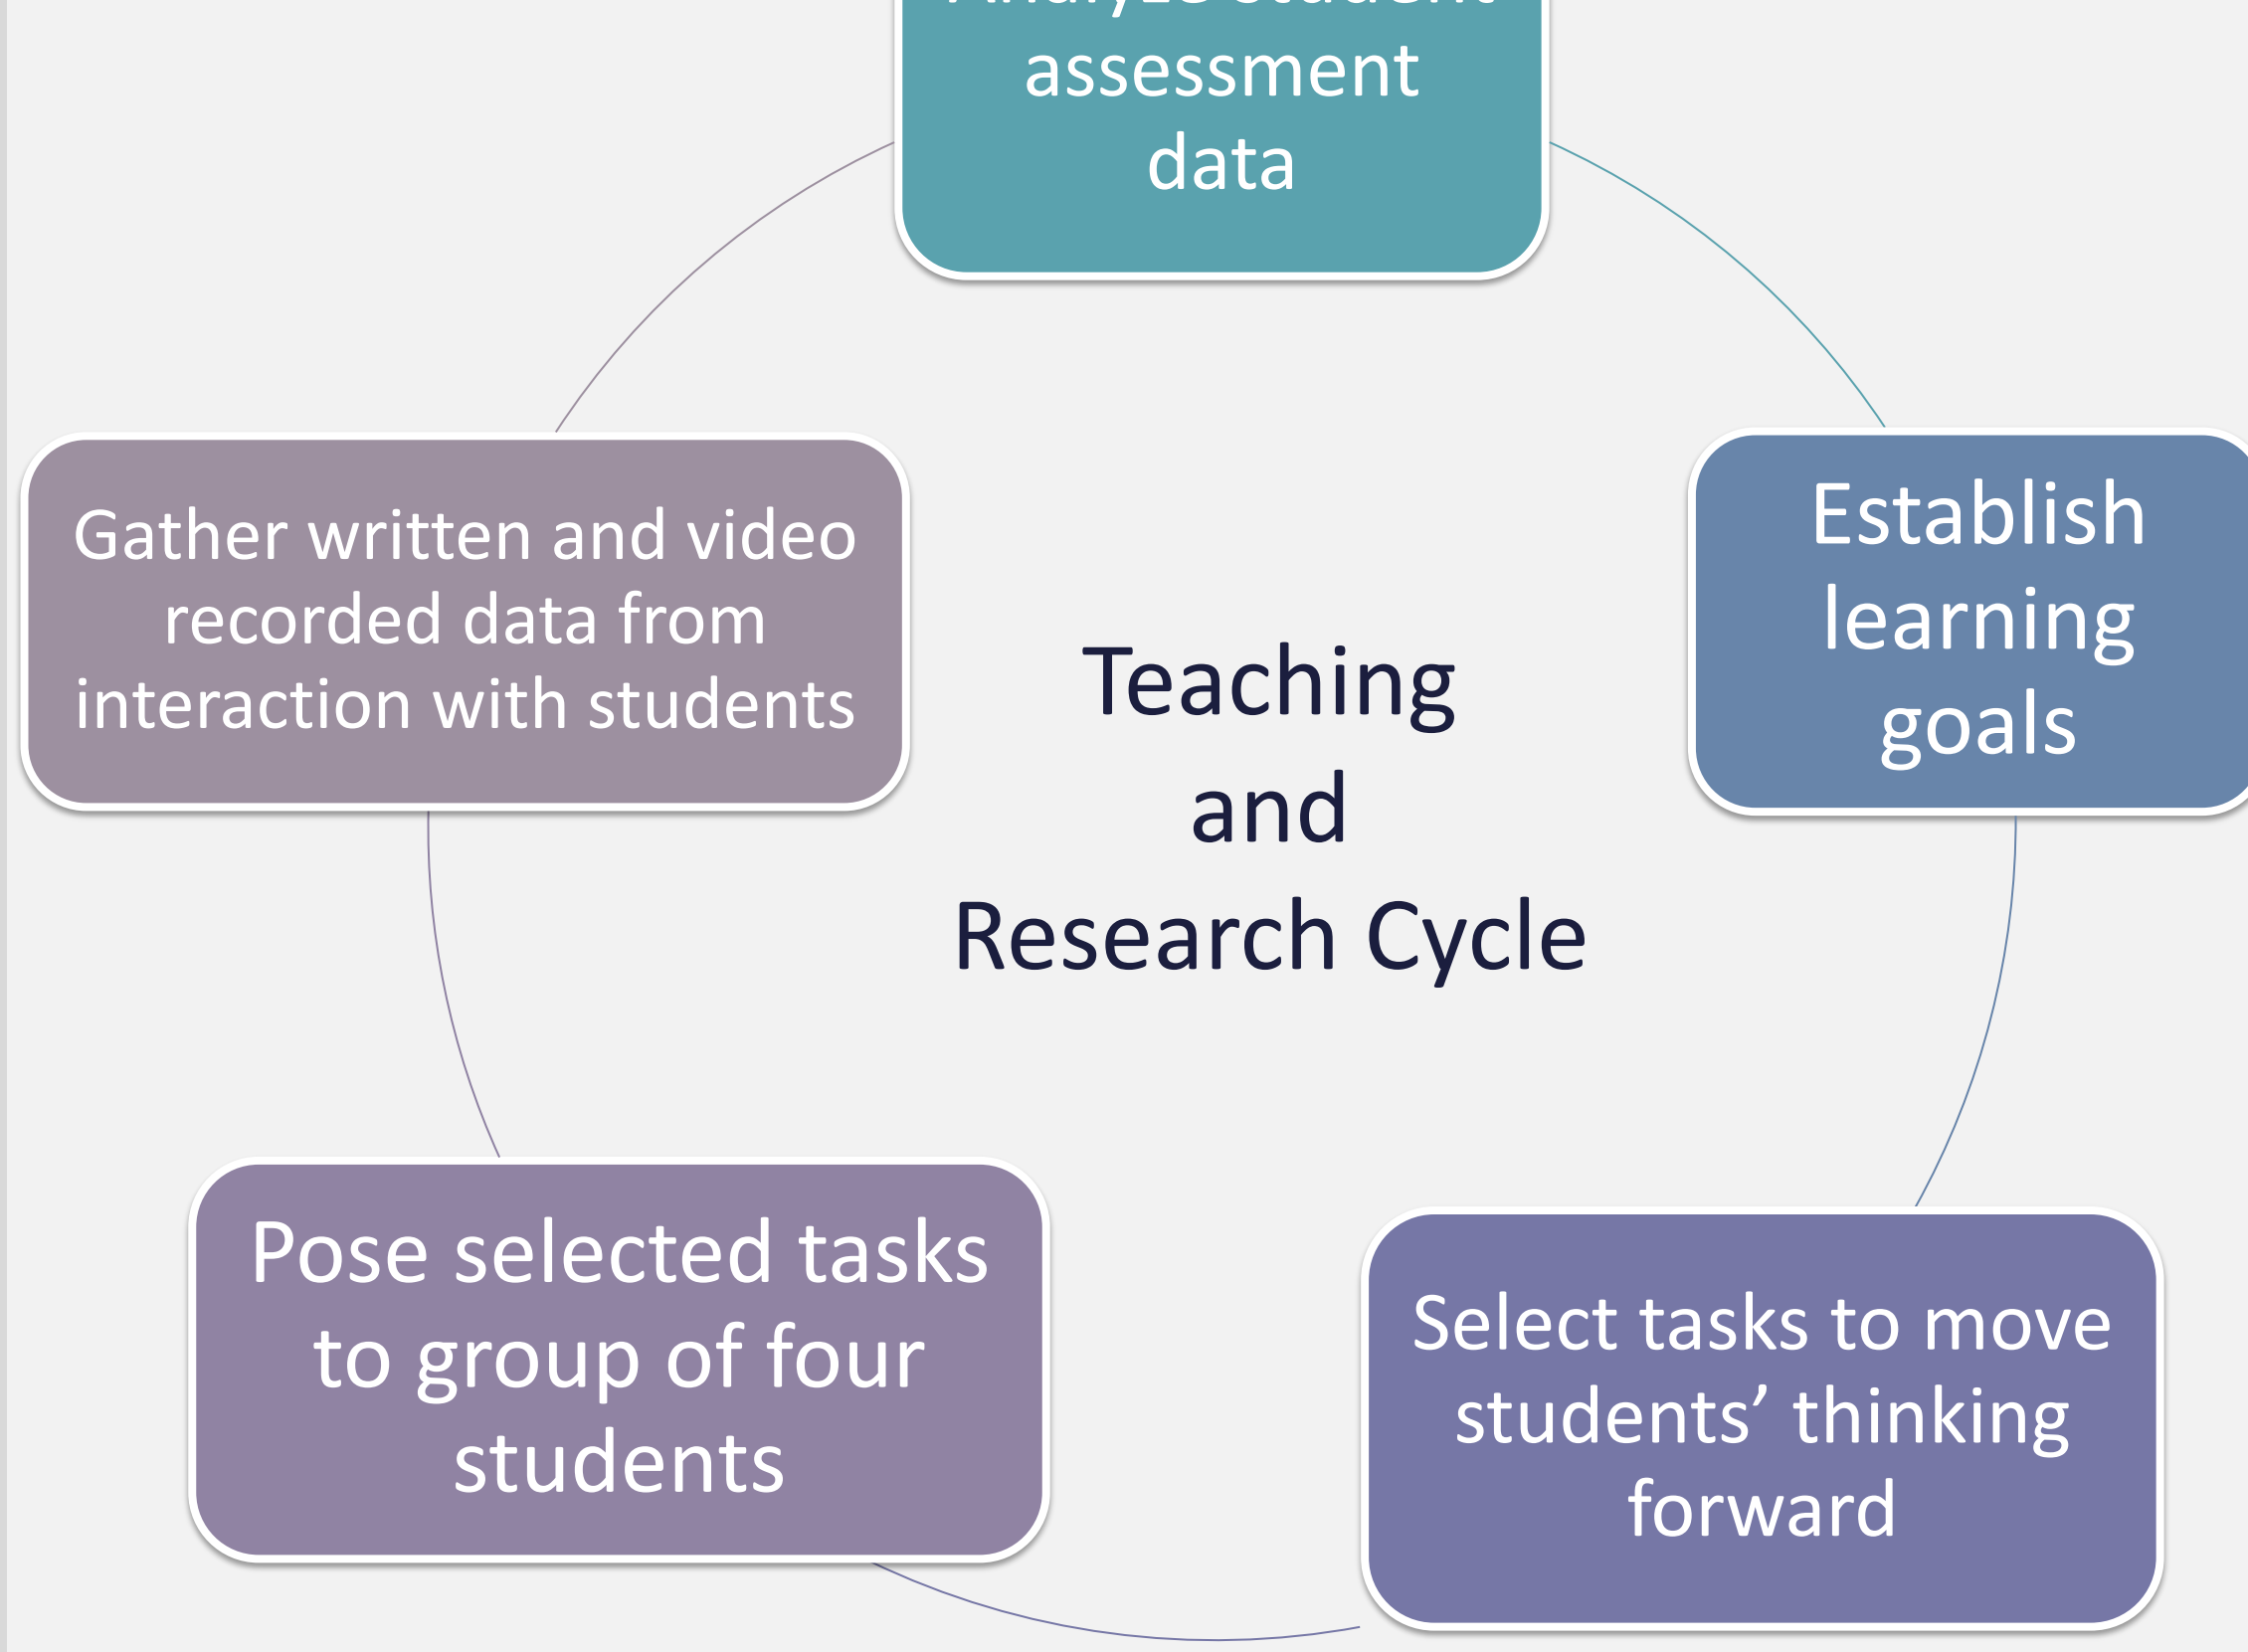 assessment
data
Establish
learning
goals
Select tasks to move
students’ thinking
forward
Pose selected tasks
to group of four
students
Gather written and video
recorded data from
interaction with students
Teaching
and
Research Cycle